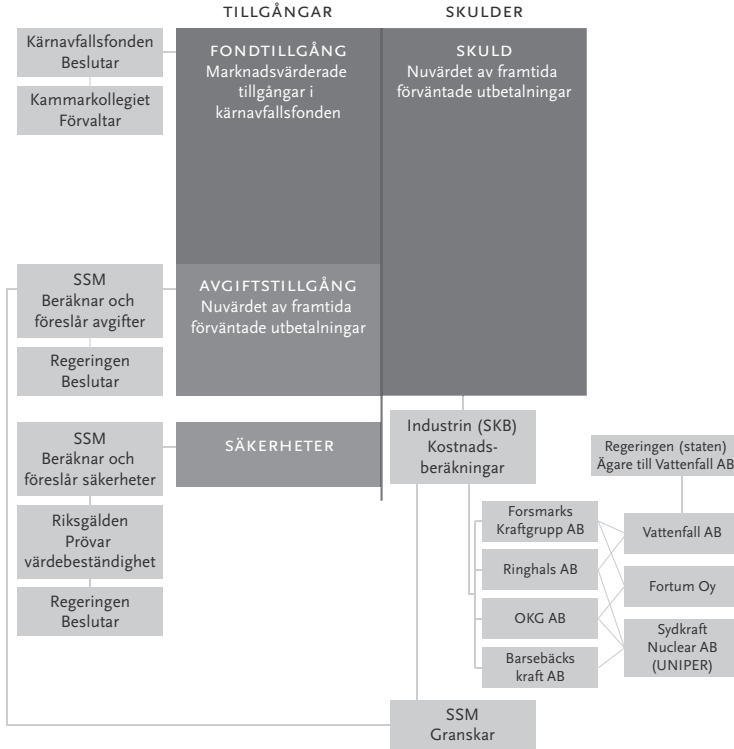 TILLGÅNGAR
SKULDER
Kärnavfallsfonden
Beslutar
Kammarkollegiet
Förvaltar
FONDTILLGÅNG
Marknadsvärderade
tillgångar i
kärnavfallsfonden
SKULD
Nuvärdet av framtida
förväntade utbetalningar
SSM
Beräknar och
föreslår avgifter
Regeringen
Beslutar
AVGIFTSTILLGÅNG
Nuvärdet av framtida
förväntade utbetalningar
SSM
Beräknar och
föreslår säkerheter
Riksgälden
Prövar
värdebeständighet
Regeringen
Beslutar
SÄKERHETER
Industrin (SKB)
Kostnads-
beräkningar
Regeringen (staten)
Ägare till Vattenfall AB
Forsmarks
Kraftgrupp AB
Ringhals AB
OKG AB
Barsebäcks
kraft AB
Vattenfall AB
Fortum Oy
Sydkraft
Nuclear AB
(UNIPER)
SSM
Granskar